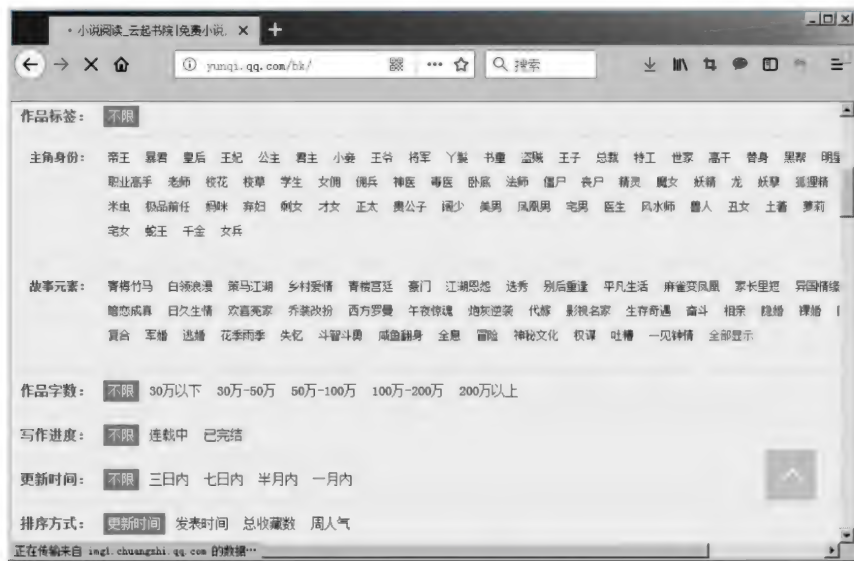 · 小说阅读_云起书院|免费小说. ×
yunqi.qq.com/bk/
搜索
作品标签： 不限
主角身份： 帝王 暴君 皇后 王妃 公主 君主 小妾 王爷 将军 丫鬟 书童 盗贼 王子 总裁 特工 世家 高干 替身 黑帮 明星
职业高手 老师 校花 校草 学生 女佣 佣兵 神医 毒医 卧底 法师 僵尸 丧尸 精灵 魔女 妖精 龙 妖孽 狐狸精
米虫 极品前任 妈咪 弃妇 剩女 才女 正太 贵公子 阔少 美男 凤凰男 宅男 医生 风水师 兽人 丑女 土著 萝莉
宅女 蛇王 千金 女兵
故事元素： 青梅竹马 白领浪漫 策马江湖 乡村爱情 青楼宫廷 豪门 江湖恩怨 选秀 别后重逢 平凡生活 麻雀变凤凰 家长里短 异国情缘
暗恋成真 日久生情 欢喜冤家 乔装改扮 西方罗曼 午夜惊魂 炮灰逆袭 代嫁 影视名家 生存奇遇 奋斗 相亲 隐婚 裸婚
复合 军婚 逃婚 花季雨季 失忆 斗智斗勇 咸鱼翻身 全息 冒险 神秘文化 权谋 吐槽 一见钟情 全部显示
作品字数： 不限 30万以下 30万-50万 50万-100万 100万-200万 200万以上
写作进度： 不限 连载中 已完结
更新时间： 不限 三日内 七日内 半月内 一月内
排序方式： 更新时间 发表时间 总收藏数 周人气
正在传输来自 img1.chuangshi.qq.com 的数据…